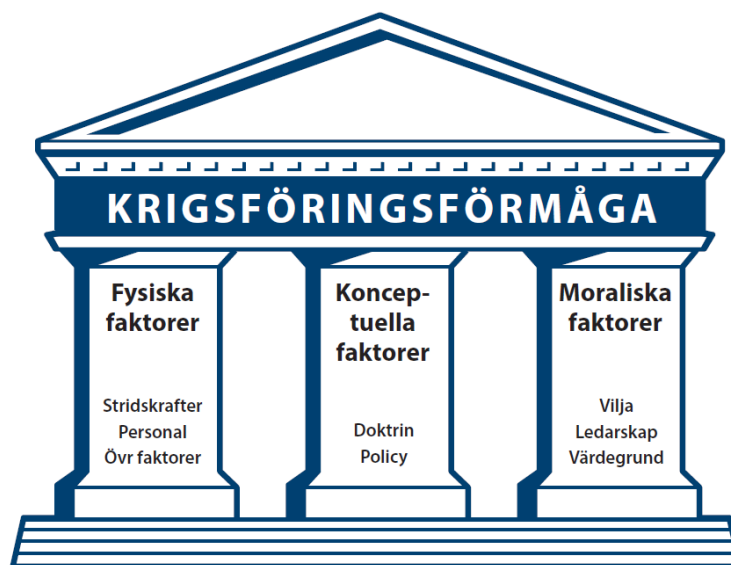 KRIGSFÖRINGSFÖRMÅGA
Fysiska
faktorer
Stridskrafter
Personal
Övr faktorer
Koncep-
tuella
faktorer
Doktrin
Policy
Moraliska
faktorer
Vilja
Ledarskap
Värdegrund